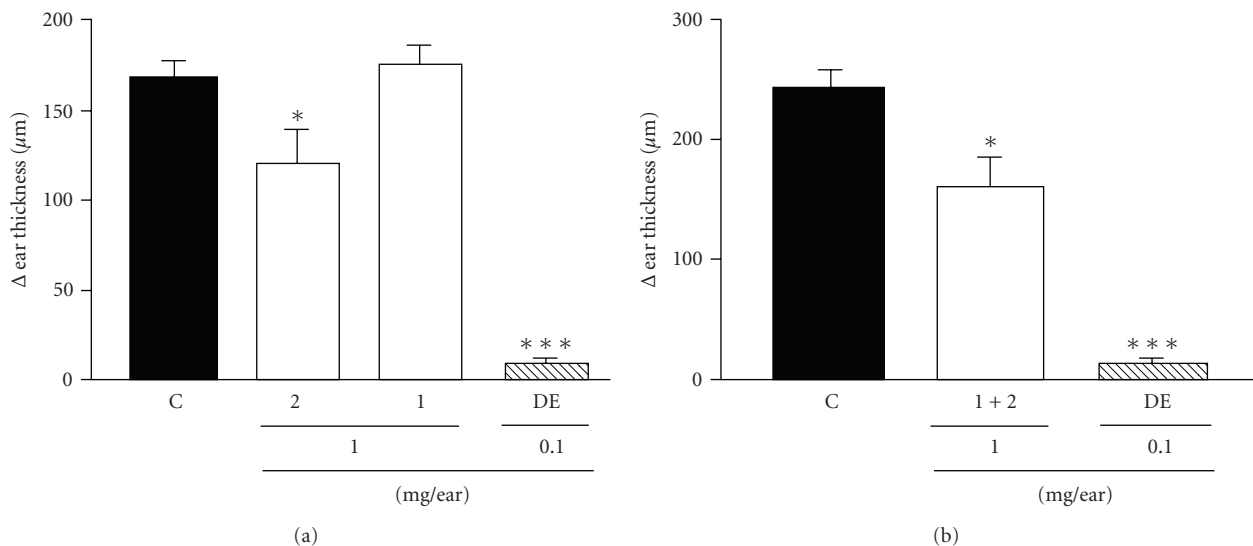 200
150
100
50
0
Δ ear thickness (μm)
*
* * *
C 2 1 DE
1 0.1
(mg/ear)
(a)
300
200
100
0
Δ ear thickness (μm)
*
* * *
C 1 + 2 DE
1 0.1
(mg/ear)
(b)